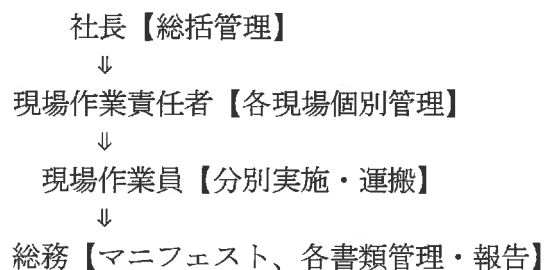 社長【総括管理】
⇓
現場作業責任者【各現場個別管理】
⇓
現場作業員【分別実施・運搬】
⇓
総務【マニフェスト、各書類管理・報告】